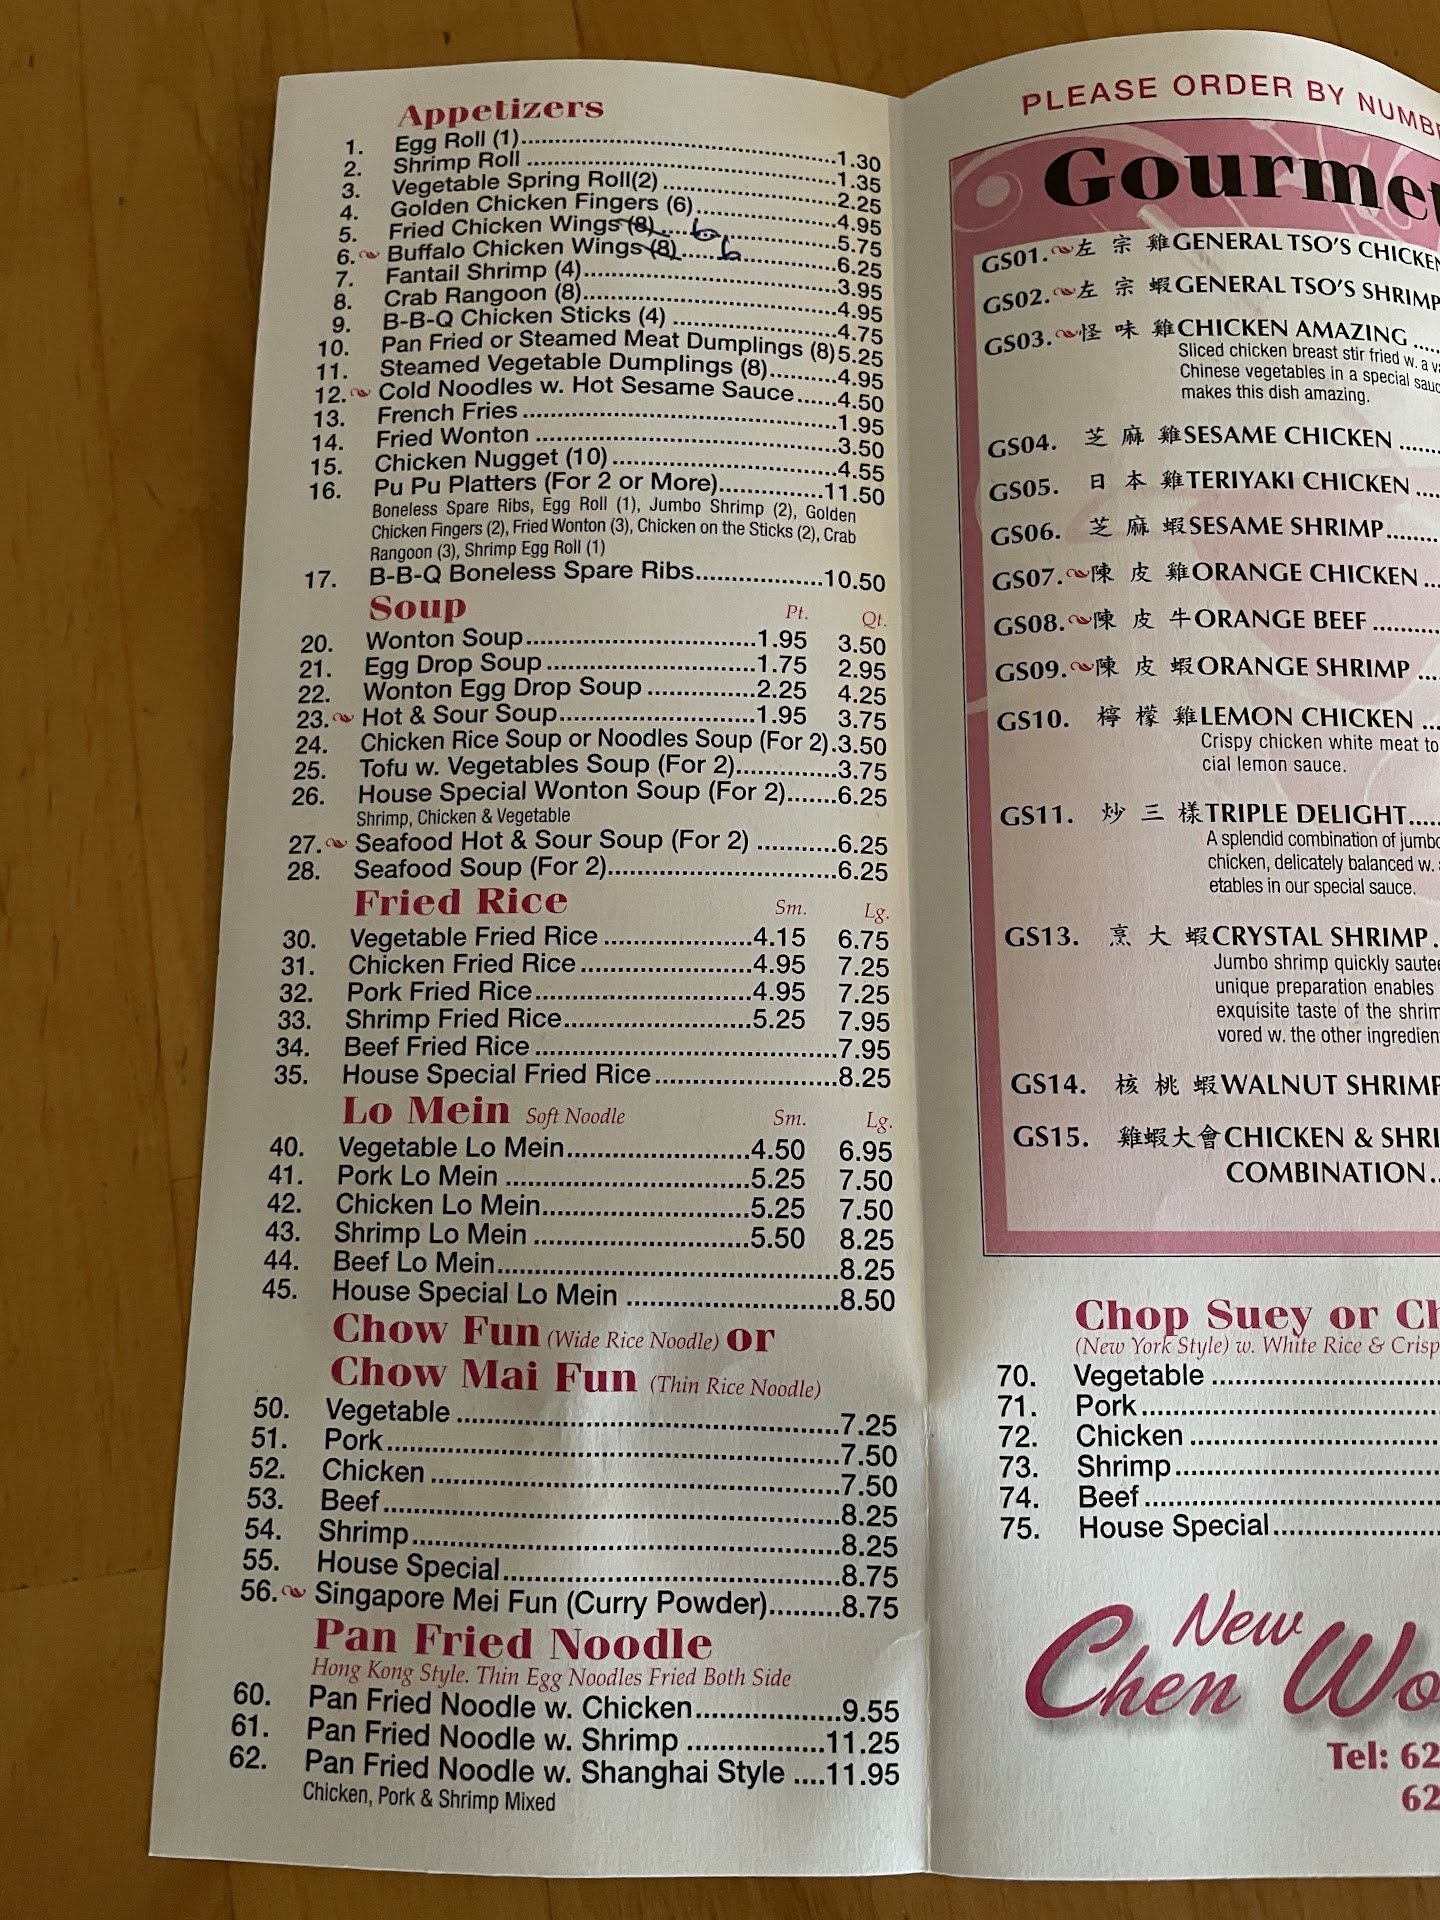 Appetizers
1. Egg Roll (1)..........1.30
2. Shrimp Roll ..........1.35
3. Vegetable Spring Roll(2) ..........2.25
4. Golden Chicken Fingers (6)..........4.95
5. Fried Chicken Wings (8)..... 6 .....5.75
6. Buffalo Chicken Wings (8)..... 6 .....6.25
7. Fantail Shrimp (4)..........3.95
8. Crab Rangoon (8)..........4.95
9. B-B-Q Chicken Sticks (4) ..........4.75
10. Pan Fried or Steamed Meat Dumplings (8)5.25
11. Steamed Vegetable Dumplings (8)..........4.95
12. Cold Noodles w. Hot Sesame Sauce......4.50
13. French Fries ..........1.95
14. Fried Wonton ..........3.50
15. Chicken Nugget (10) ..........4.55
16. Pu Pu Platters (For 2 or More)..........11.50
Boneless Spare Ribs, Egg Roll (1), Jumbo Shrimp (2), Golden
Chicken Fingers (2), Fried Wonton (3), Chicken on the Sticks (2), Crab
Rangoon (3), Shrimp Egg Roll (1)
17. B-B-Q Boneless Spare Ribs..........10.50
Soup Pt. Qt.
20. Wonton Soup..........1.95 3.50
21. Egg Drop Soup ..........1.75 2.95
22. Wonton Egg Drop Soup ..........2.25 4.25
23. Hot & Sour Soup..........1.95 3.75
24. Chicken Rice Soup or Noodles Soup (For 2).3.50
25. Tofu w. Vegetables Soup (For 2)..........3.75
26. House Special Wonton Soup (For 2).......6.25
Shrimp, Chicken & Vegetable
27. Seafood Hot & Sour Soup (For 2) ..........6.25
28. Seafood Soup (For 2)..........6.25
Fried Rice Sm. Lg.
30. Vegetable Fried Rice ..........4.15 6.75
31. Chicken Fried Rice ..........4.95 7.25
32. Pork Fried Rice..........4.95 7.25
33. Shrimp Fried Rice..........5.25 7.95
34. Beef Fried Rice ..........7.95
35. House Special Fried Rice..........8.25
Lo Mein Soft Noodle Sm. Lg.
40. Vegetable Lo Mein..........4.50 6.95
41. Pork Lo Mein ..........5.25 7.50
42. Chicken Lo Mein..........5.25 7.50
43. Shrimp Lo Mein ..........5.50 8.25
44. Beef Lo Mein..........8.25
45. House Special Lo Mein ..........8.50
Chow Fun (Wide Rice Noodle) or
Chow Mai Fun (Thin Rice Noodle)
50. Vegetable ..........7.25
51. Pork..........7.50
52. Chicken ..........7.50
53. Beef..........8.25
54. Shrimp..........8.25
55. House Special..........8.75
56. Singapore Mei Fun (Curry Powder).........8.75
Pan Fried Noodle
Hong Kong Style. Thin Egg Noodles Fried Both Side
60. Pan Fried Noodle w. Chicken..........9.55
61. Pan Fried Noodle w. Shrimp ..........11.25
62. Pan Fried Noodle w. Shanghai Style ....11.95
Chicken, Pork & Shrimp Mixed
PLEASE ORDER BY NUMB
Gourmet
GS01. 左宗雞 GENERAL TSO'S CHICKEN
GS02. 左宗蝦 GENERAL TSO'S SHRIMP
GS03. 怪味雞 CHICKEN AMAZING .....
Sliced chicken breast stir fried w. a
Chinese vegetables in a special
makes this dish amazing.
GS04. 芝麻雞 SESAME CHICKEN .......
GS05. 日本雞 TERIYAKI CHICKEN ....
GS06. 芝麻蝦 SESAME SHRIMP........
GS07. 陳皮雞 ORANGE CHICKEN ...
GS08. 陳皮牛 ORANGE BEEF ..........
GS09. 陳皮蝦 ORANGE SHRIMP ....
GS10. 檸檬雞 LEMON CHICKEN ...
Crispy chicken white meat to
cial lemon sauce.
GS11. 炒三樣 TRIPLE DELIGHT.....
A splendid combination of jumbo
chicken, delicately balanced w.
etables in our special sauce.
GS13. 烹大蝦 CRYSTAL SHRIMP.
Jumbo shrimp quickly
unique preparation enables
exquisite taste of the
vored w. the other
GS14. 核桃蝦 WALNUT SHRIMP
GS15. 雞蝦大會 CHICKEN & SHRI
COMBINATION..
Chop Suey or Ch
(New York Style) w. White Rice & Crisp
70. Vegetable ..........
71. Pork..........
72. Chicken ..........
73. Shrimp..........
74. Beef ..........
75. House Special..........
New
Chen Wo
Tel: 62
62